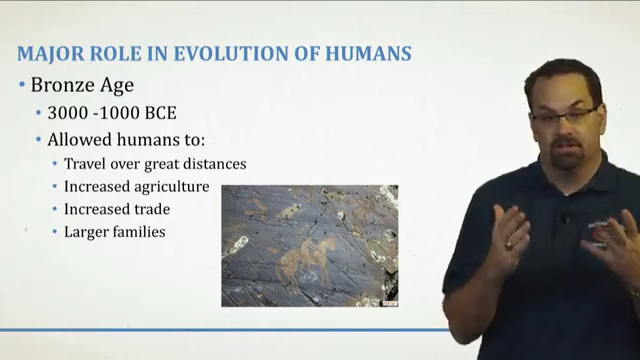 MAJOR ROLE IN EVOLUTION OF HUMANS
• Bronze Age
• 3000 -1000 BCE
• Allowed humans to:
• Travel over great distances
• Increased agriculture
• Increased trade
• Larger families